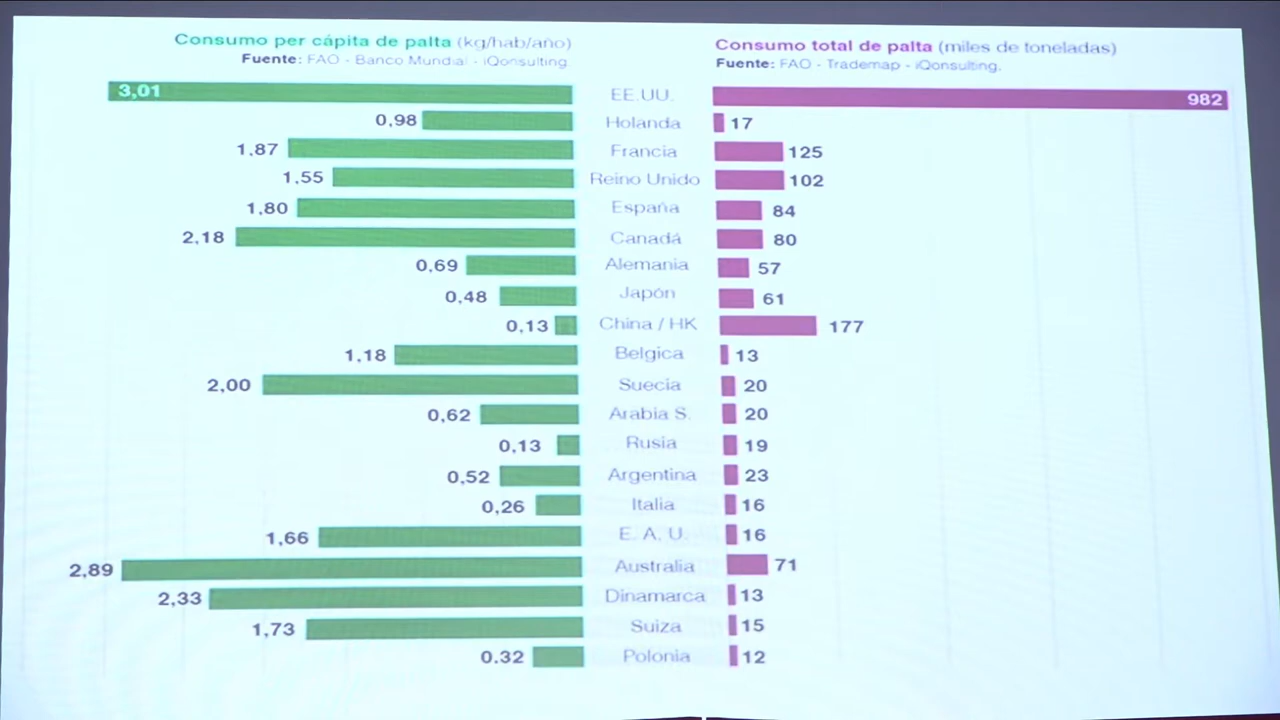 Consumo per cápita de palta (kg/hab/año)
Fuente: FAO - Banco Mundial - iQonsulting.
Consumo total de palta (miles de toneladas)
Fuente: FAO - Trademap - iQonsulting.
3,01 EE.UU. 982
0,98 Holanda 17
1,87 Francia 125
1,55 Reino Unido 102
1,80 España 84
2,18 Canadá 80
0,69 Alemania 57
0,48 Japón 61
0,13 China / HK 177
1,18 Belgica 13
2,00 Suecia 20
0,62 Arabia S. 20
0,13 Rusia 19
0,52 Argentina 23
0,26 Italia 16
1,66 E. A. U. 16
2,89 Australia 71
2,33 Dinamarca 13
1,73 Suiza 15
0.32 Polonia 12